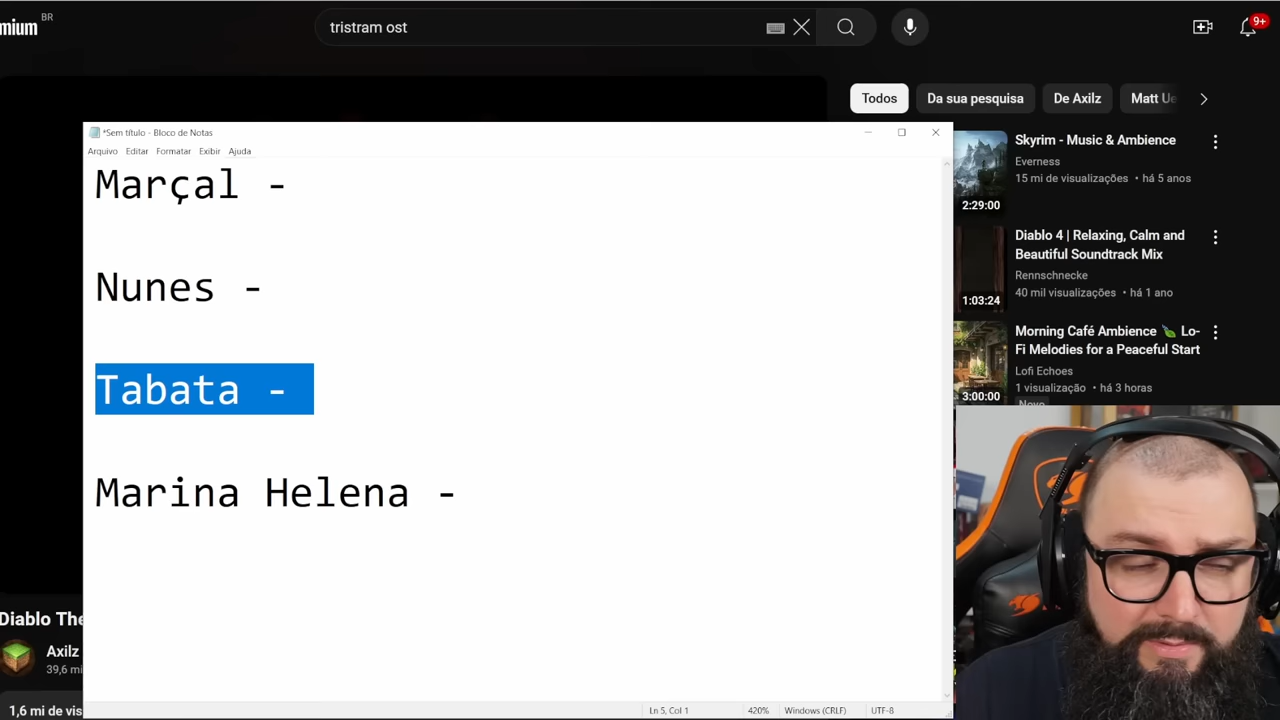 mium BR
tristram ost
9+
Todos
Da sua pesquisa
De Axilz
Matt Ue
*Sem título - Bloco de Notas
Arquivo Editar Formatar Exibir Ajuda
Marçal -
Nunes -
Tabata -
Marina Helena -
Ln 5, Col 1
420%
Windows (CRLF)
UTF-8
Skyrim - Music & Ambience
Everness
15 mi de visualizações • há 5 anos
2:29:00
Diablo 4 | Relaxing, Calm and
Beautiful Soundtrack Mix
Rennschnecke
40 mil visualizações • há 1 ano
1:03:24
Morning Café Ambience 🍃 Lo-
Fi Melodies for a Peaceful Start
Lofi Echoes
1 visualização • há 3 horas
3:00:00
Novo
Diablo The
Axilz
39,6 mi
1,6 mi de vis